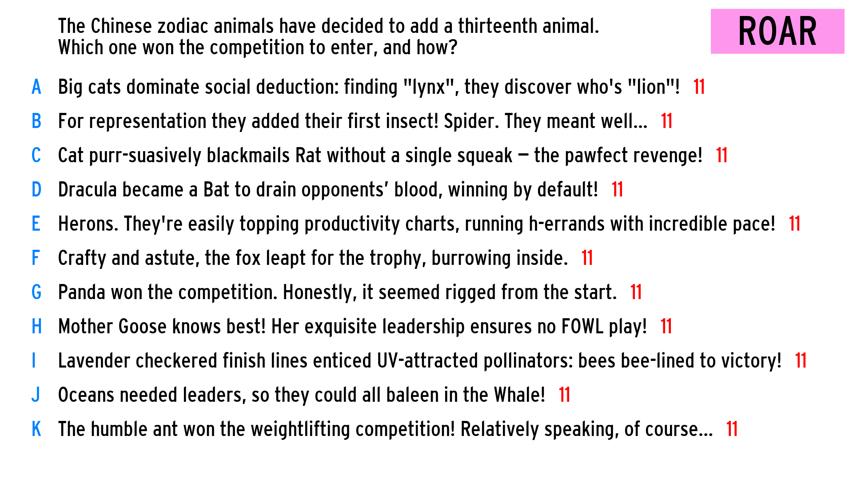 The Chinese zodiac animals have decided to add a thirteenth animal.
Which one won the competition to enter, and how?
ROAR
A Big cats dominate social deduction: finding "lynx", they discover who's "lion"! 11
B For representation they added their first insect! Spider. They meant well... 11
C Cat purr-suasively blackmails Rat without a single squeak – the pawfect revenge! 11
D Dracula became a Bat to drain opponents' blood, winning by default! 11
E Herons. They're easily topping productivity charts, running h-errands with incredible pace! 11
F Crafty and astute, the fox leapt for the trophy, burrowing inside. 11
G Panda won the competition. Honestly, it seemed rigged from the start. 11
H Mother Goose knows best! Her exquisite leadership ensures no FOWL play! 11
I Lavender checkered finish lines enticed UV-attracted pollinators: bees bee-lined to victory! 11
J Oceans needed leaders, so they could all baleen in the Whale! 11
K The humble ant won the weightlifting competition! Relatively speaking, of course... 11